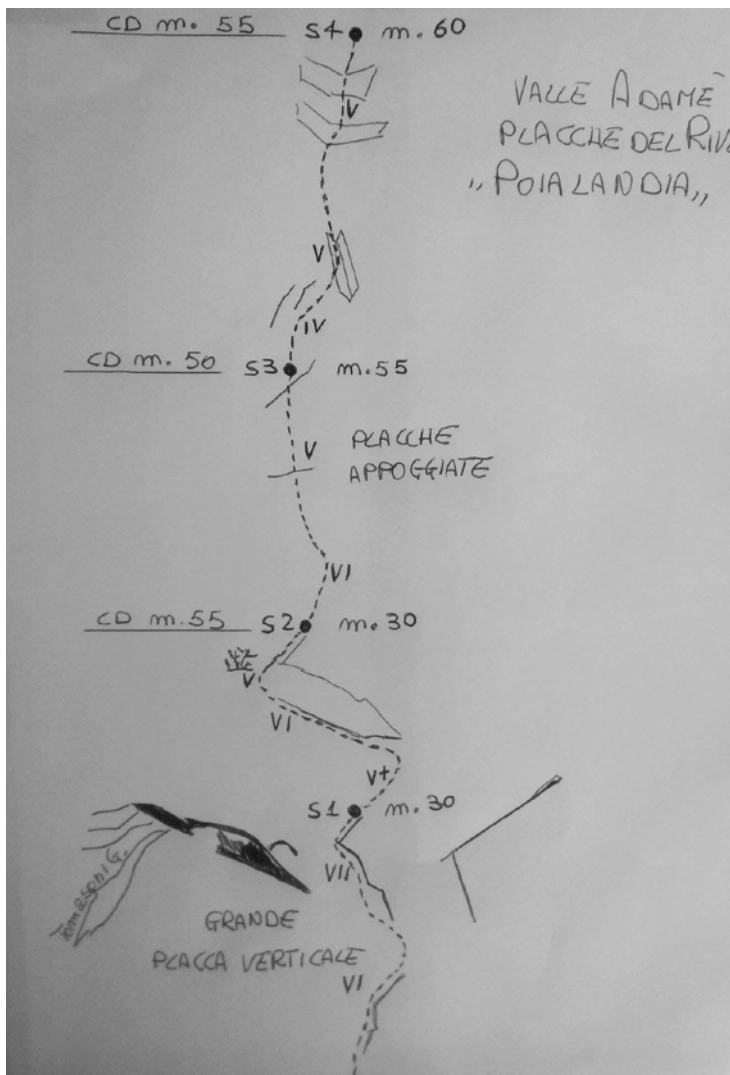 CD m. 55 S4 m. 60
VALLE ADAMÈ
PLACCHE DEL RIV
"POIALANDIA"
V
V
IV
CD m. 50 S3 m. 55
V
PLACCHE
APPOGGIATE
VI
CD m. 55 S2 m. 30
V
VI
V+
S1 m. 30
VII
Tomasoni G.
GRANDE
PLACCA VERTICALE
VI